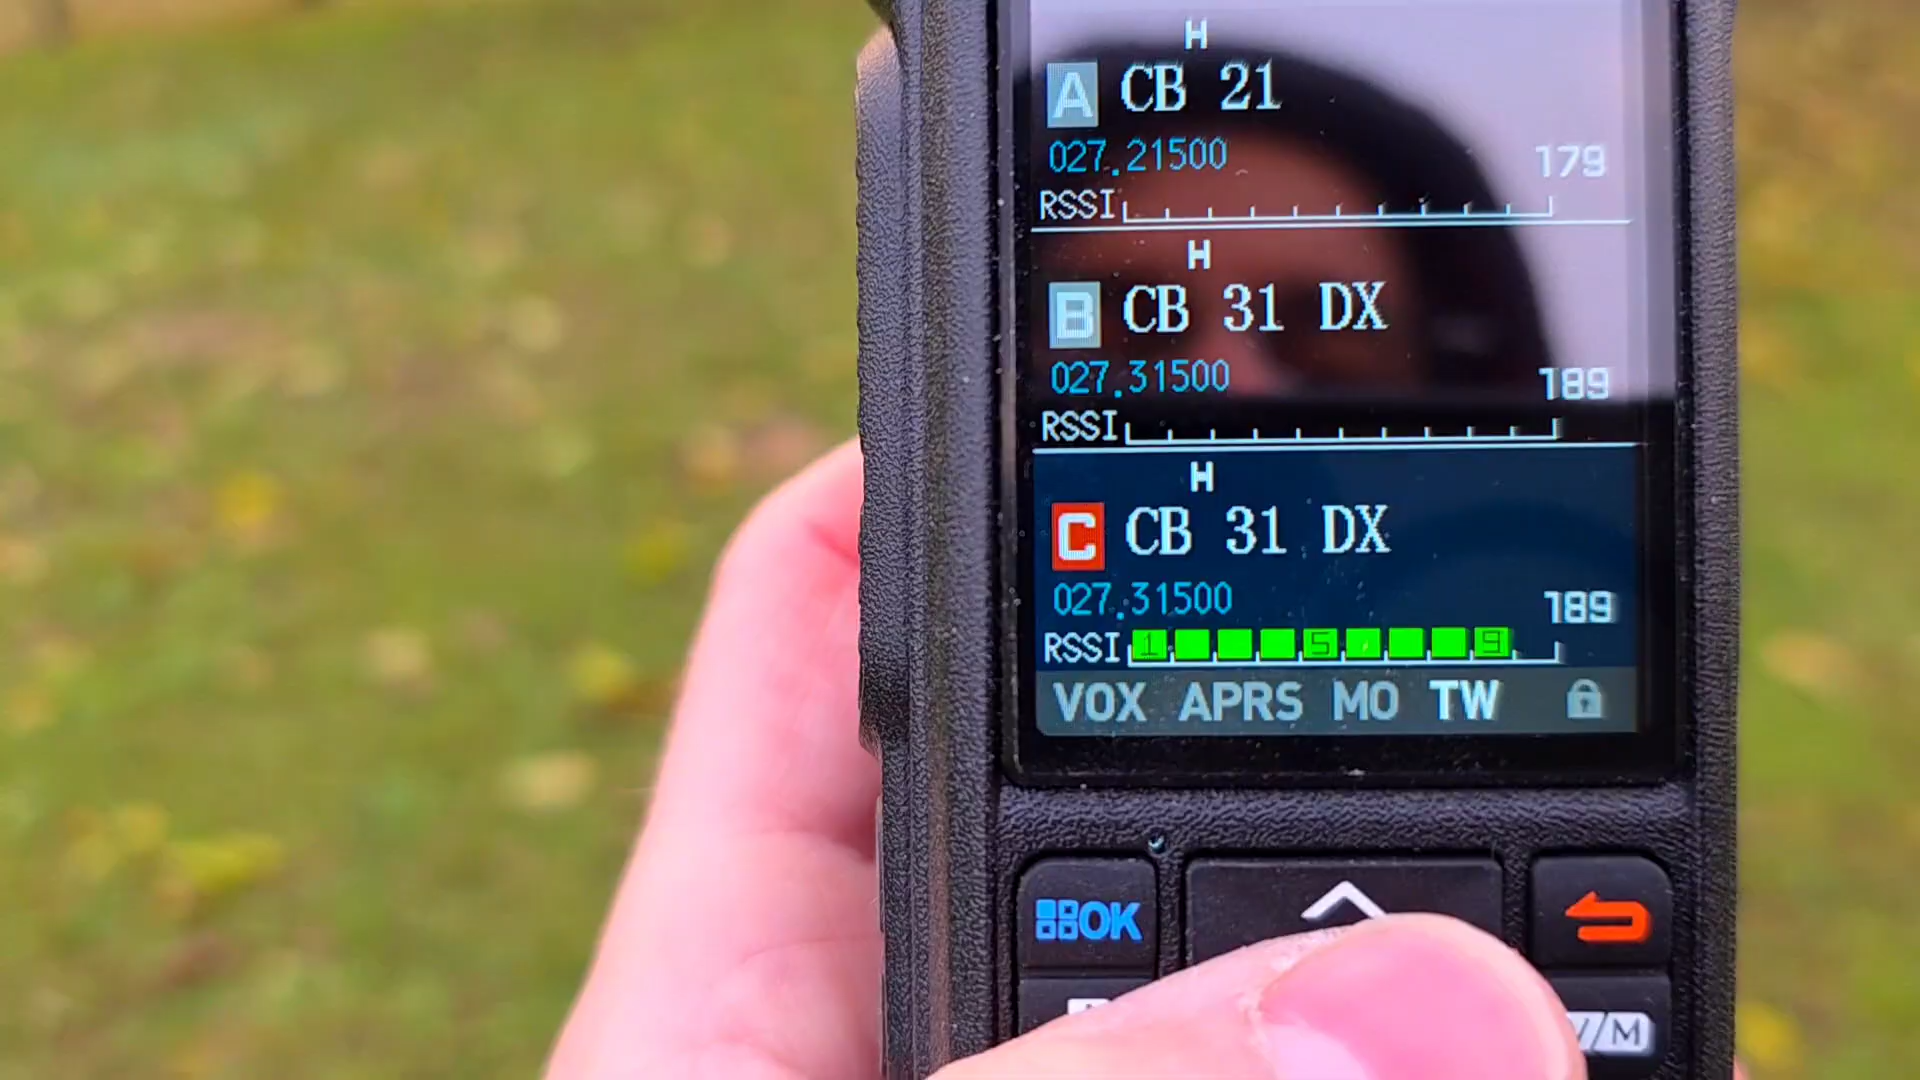 H
A CB 21
027.21500 179
RSSI
H
B CB 31 DX
027.31500 189
RSSI
H
C CB 31 DX
027.31500 189
RSSI 1 5 9
VOX APRS MO TW
OK
/M